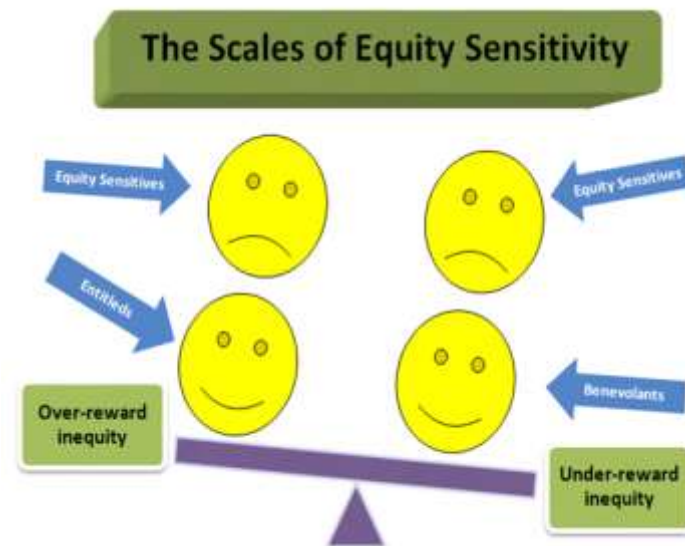 The Scales of Equity Sensitivity
Equity Sensitives
Equity Sensitives
Entitleds
Benevolants
Over-reward
inequity
Under-reward
inequity